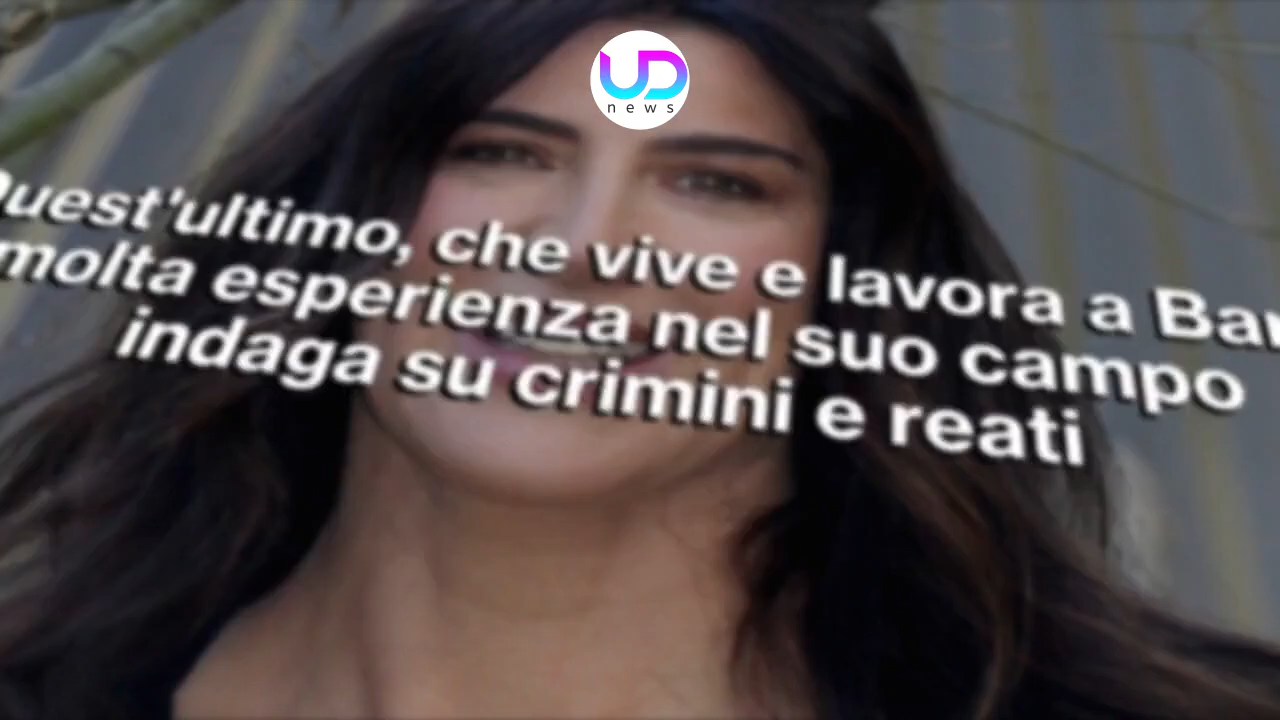 UD
news
Quest'ultimo, che vive e lavora a
molta esperienza nel suo campo
indaga su crimini e reati